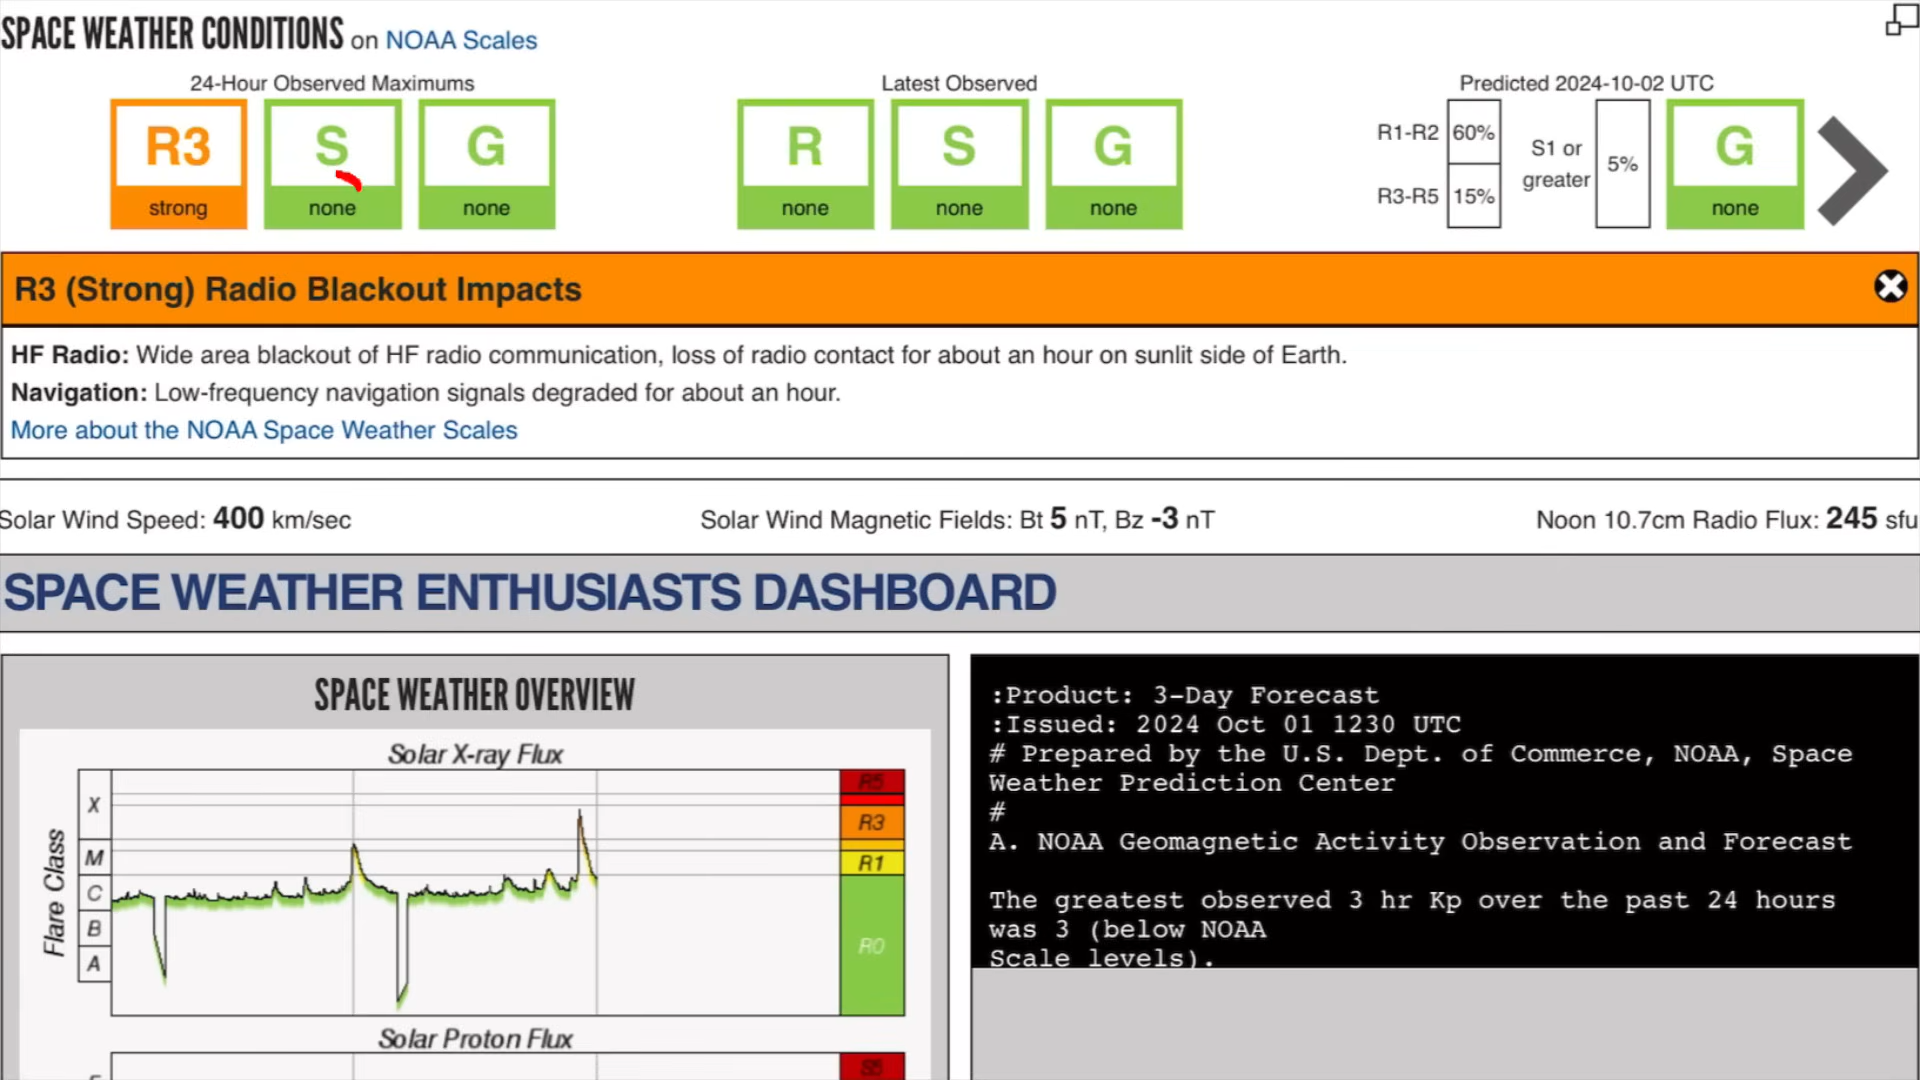 SPACE WEATHER CONDITIONS on NOAA Scales
24-Hour Observed Maximums
R3
strong
S
none
G
none
Latest Observed
R
none
S
none
G
none
Predicted 2024-10-02 UTC
R1-R2 60%
R3-R5 15%
S1 or
greater
5%
G
none
R3 (Strong) Radio Blackout Impacts
HF Radio: Wide area blackout of HF radio communication, loss of radio contact for about an hour on sunlit side of Earth.
Navigation: Low-frequency navigation signals degraded for about an hour.
More about the NOAA Space Weather Scales
Solar Wind Speed: 400 km/sec
Solar Wind Magnetic Fields: Bt 5 nT, Bz -3 nT
Noon 10.7cm Radio Flux: 245 sfu
SPACE WEATHER ENTHUSIASTS DASHBOARD
SPACE WEATHER OVERVIEW
Solar X-ray Flux
Flare Class
X
M
C
B
A
R5
R3
R1
R0
Solar Proton Flux
S5
:Product: 3-Day Forecast
:Issued: 2024 Oct 01 1230 UTC
# Prepared by the U.S. Dept. of Commerce, NOAA, Space
Weather Prediction Center
#
A. NOAA Geomagnetic Activity Observation and Forecast
The greatest observed 3 hr Kp over the past 24 hours
was 3 (below NOAA
Scale levels).